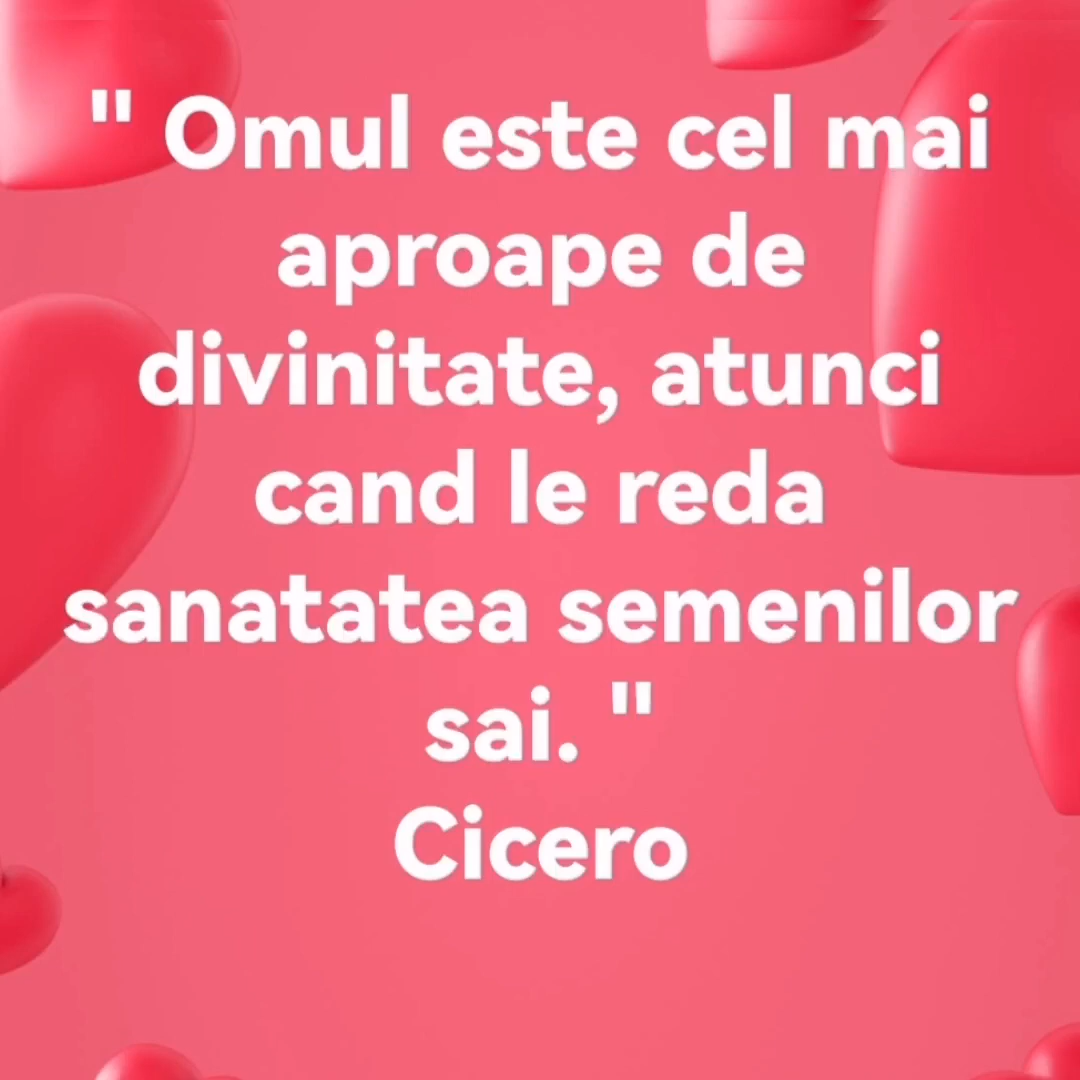 " Omul este cel mai
aproape de
divinitate, atunci
cand le reda
sanatatea semenilor
sai. "
Cicero